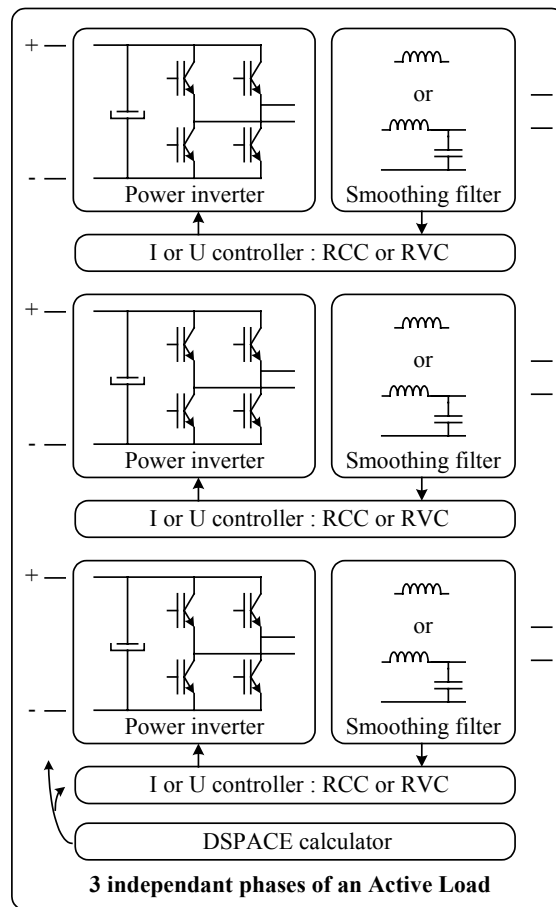 +
or
-
Power inverter Smoothing filter
I or U controller : RCC or RVC
+
or
-
Power inverter Smoothing filter
I or U controller : RCC or RVC
+
or
-
Power inverter Smoothing filter
I or U controller : RCC or RVC
DSPACE calculator
3 independant phases of an Active Load